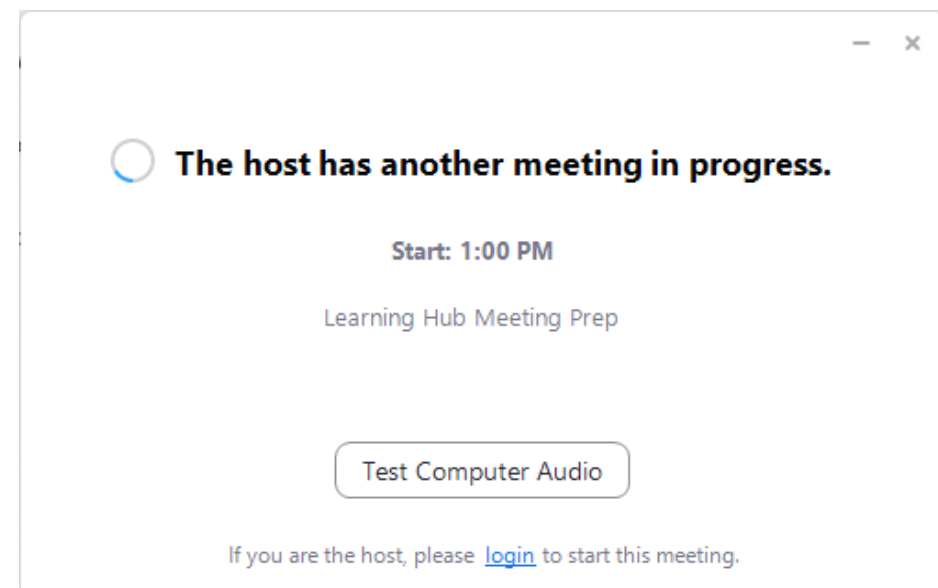 The host has another meeting in progress.
Start: 1:00 PM
Learning Hub Meeting Prep
Test Computer Audio
If you are the host, please login to start this meeting.